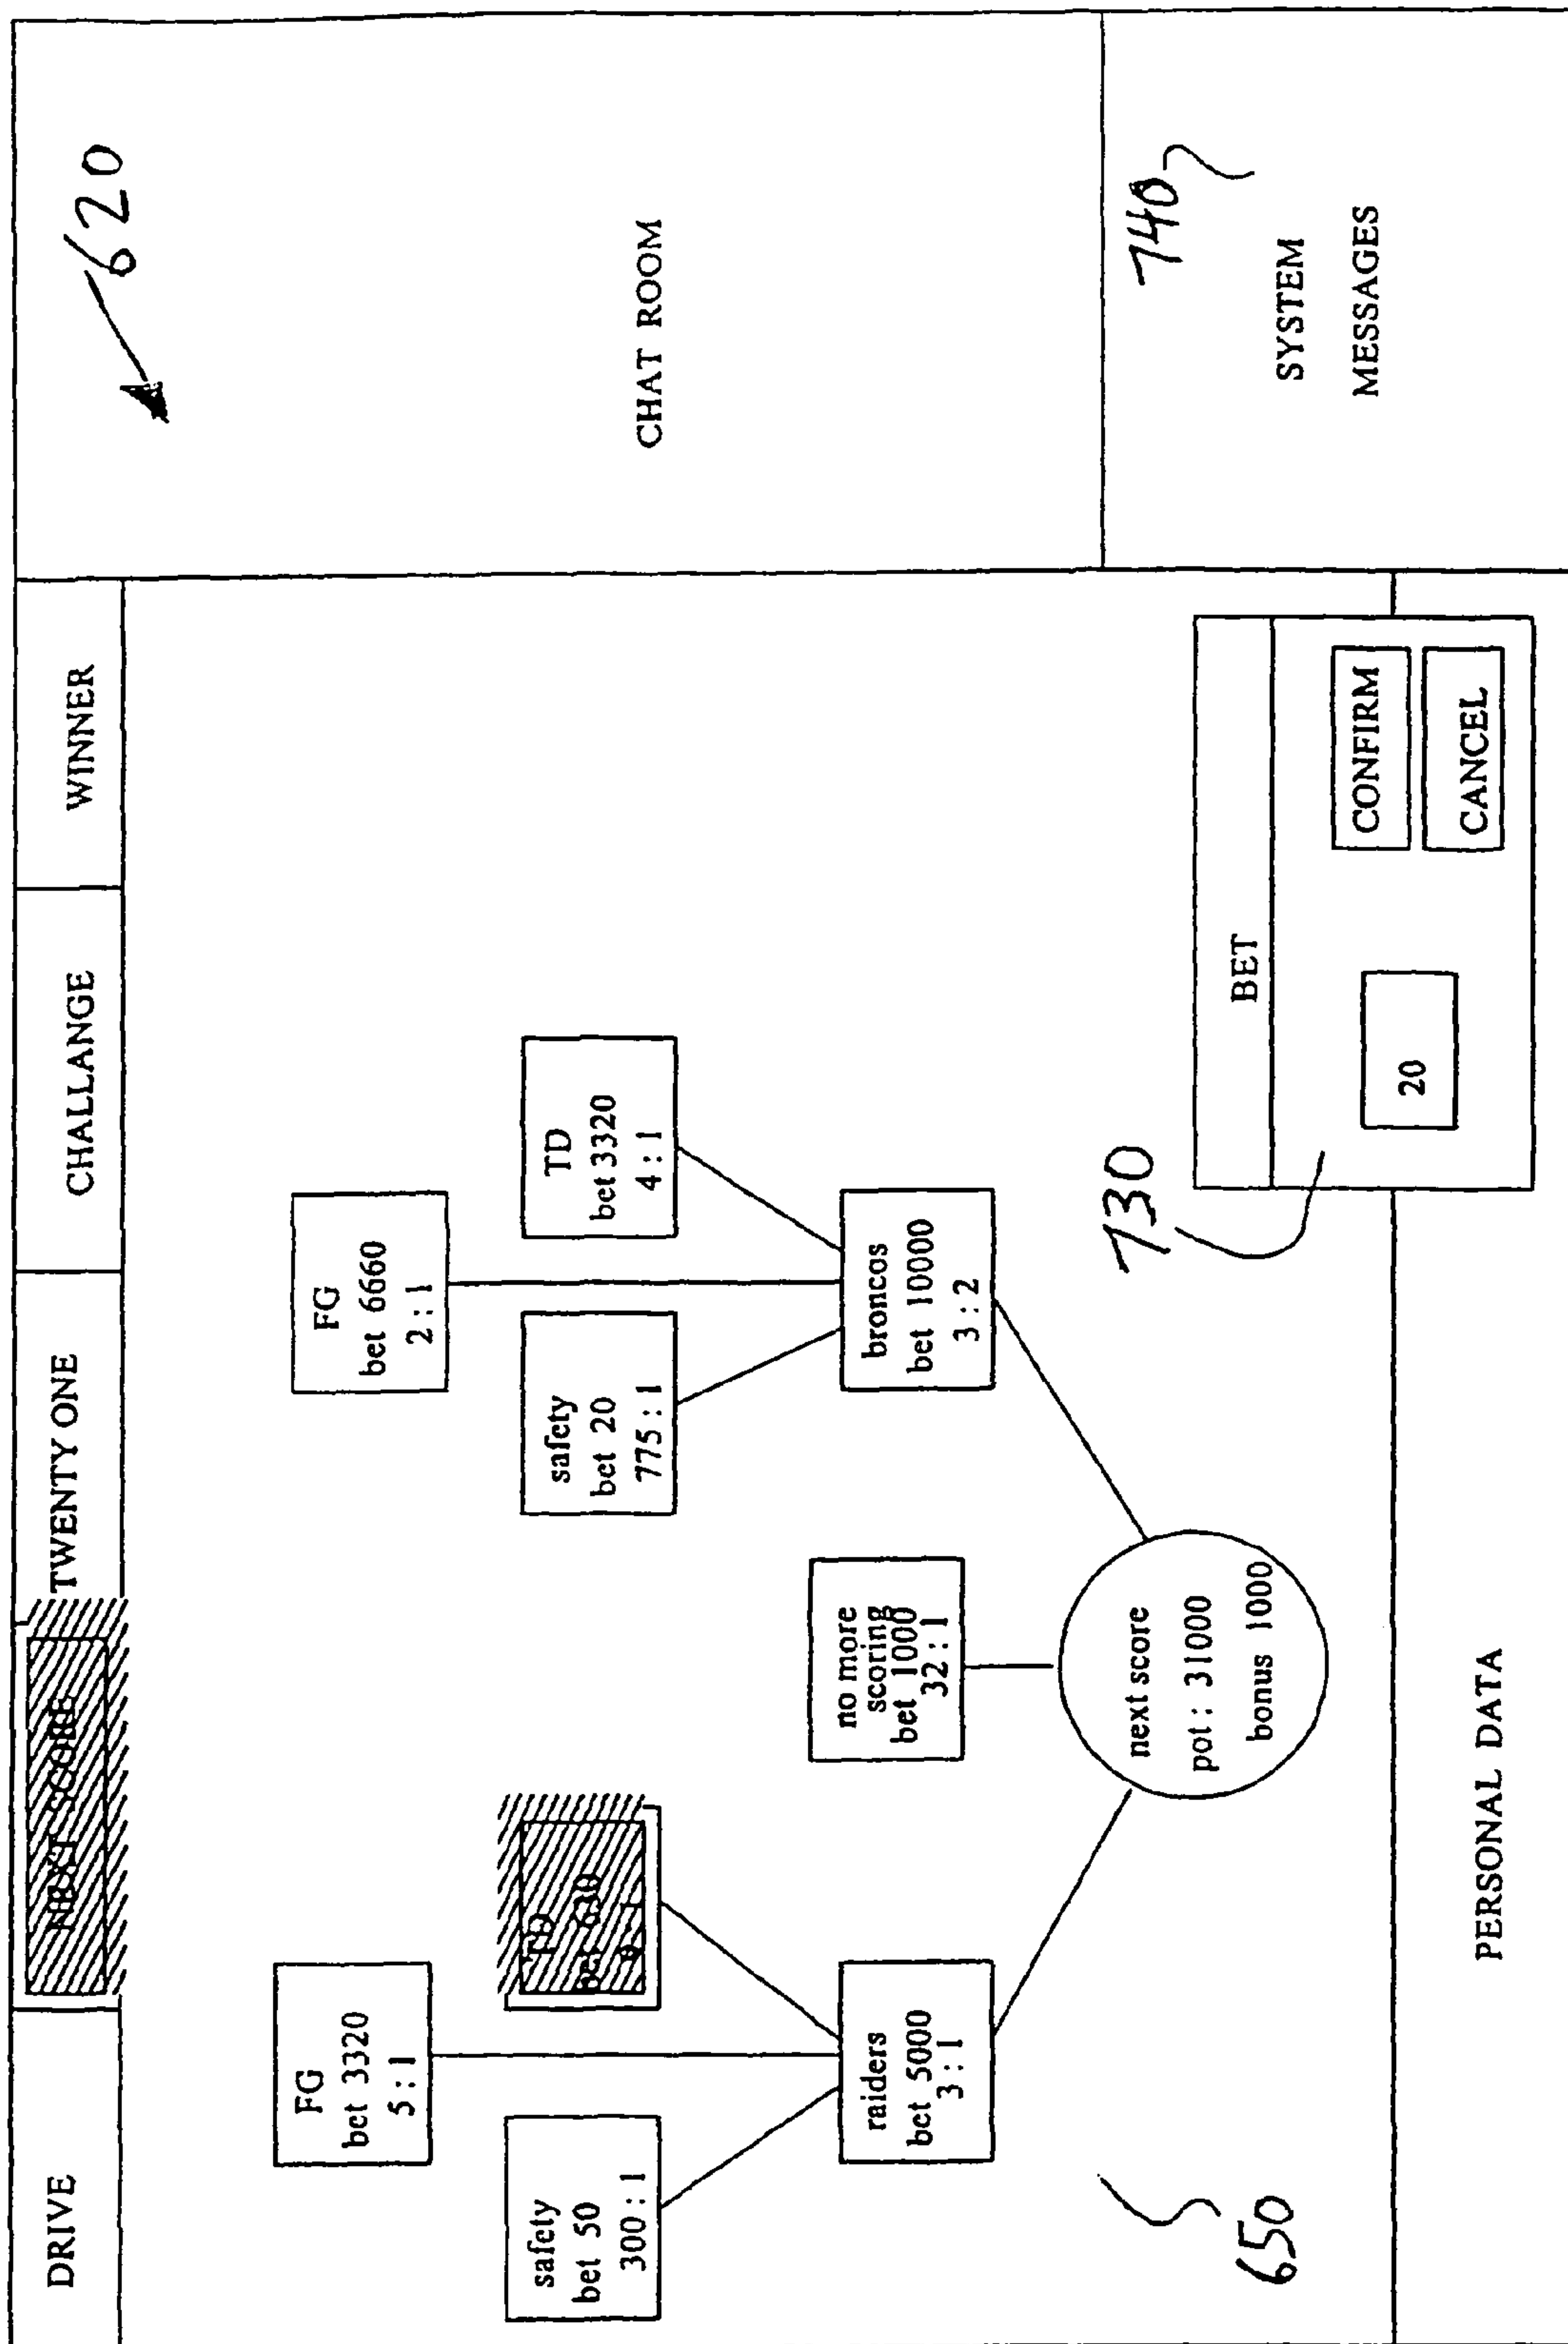 DRIVE
NEXT SCORE
TWENTY ONE
CHALLANGE
WINNER
620
CHAT ROOM
FG
bet 3320
5 : 1
safety
bet 50
300 : 1
TD
raiders
bet 5000
3 : 1
no more
scoring
bet 1000
32 : 1
FG
bet 6660
2 : 1
safety
bet 20
775 : 1
TD
bet 3320
4 : 1
broncos
bet 10000
3 : 2
next score
pot : 31000
bonus 1000
650
730
BET
20
CONFIRM
CANCEL
740
SYSTEM
MESSAGES
PERSONAL DATA